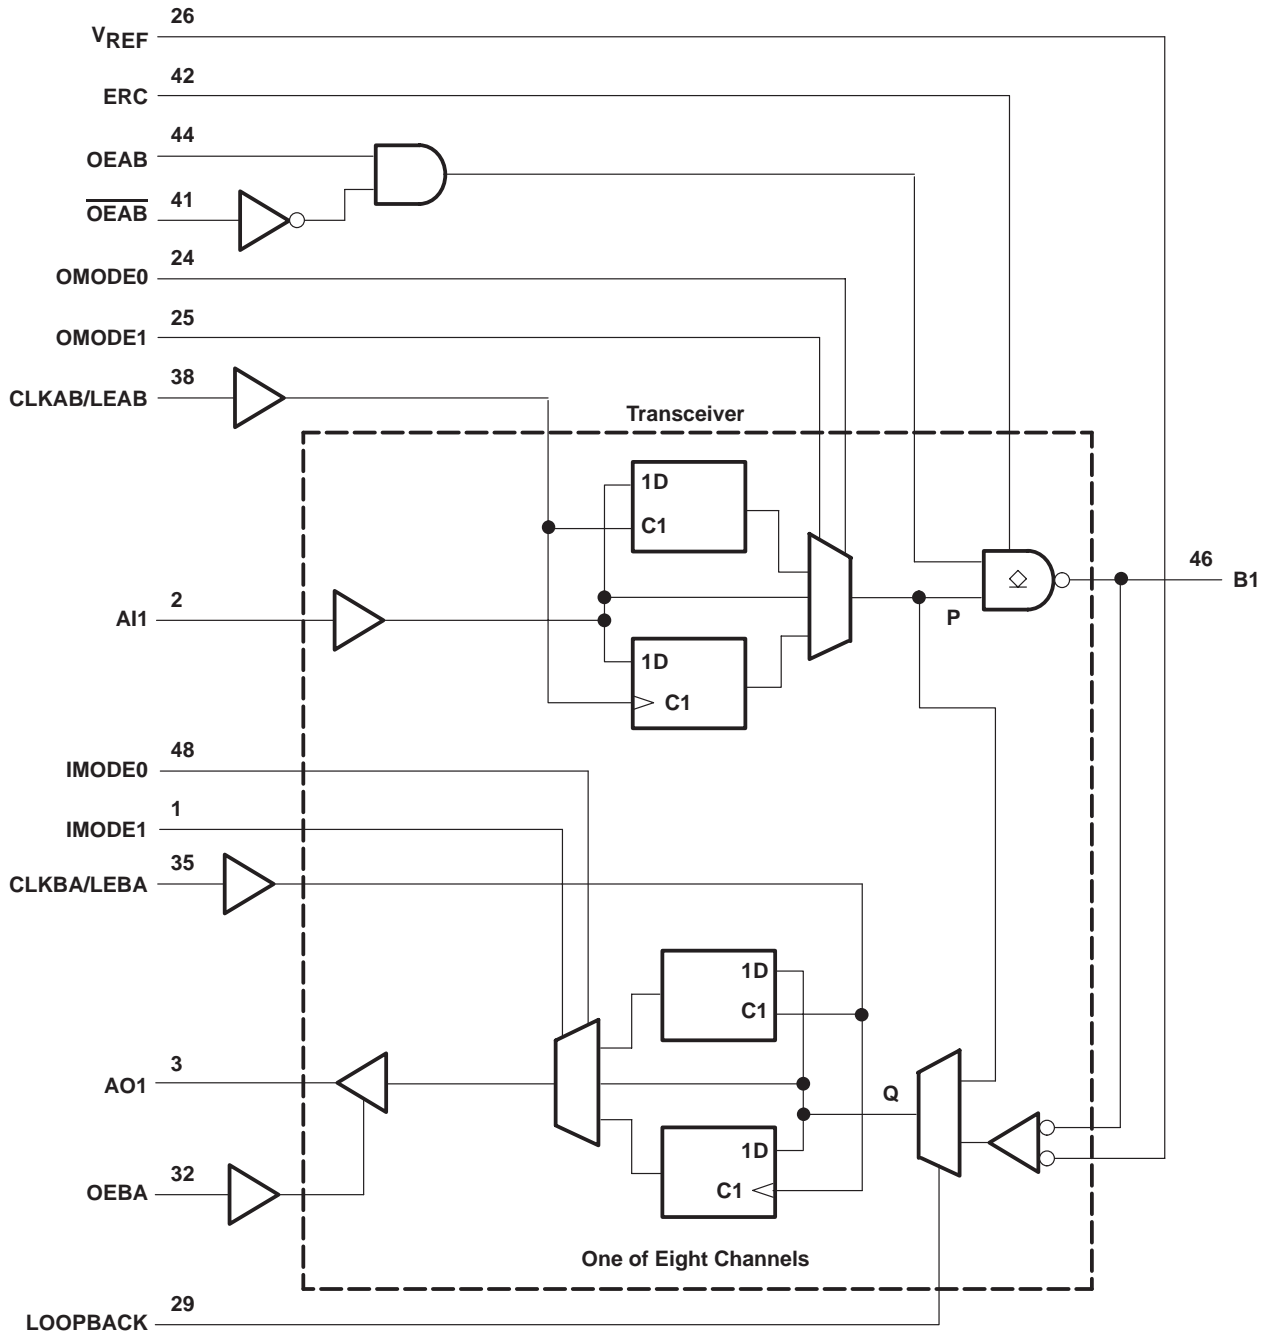 26
VREF
42
ERC
44
OEAB
41
OEAB
24
OMODE0
25
OMODE1
38
CLKAB/LEAB
Transceiver
1D
C1
46
B1
2
AI1
P
1D
C1
48
IMODE0
1
IMODE1
35
CLKBA/LEBA
1D
C1
3
AO1
Q
1D
C1
32
OEBA
One of Eight Channels
29
LOOPBACK